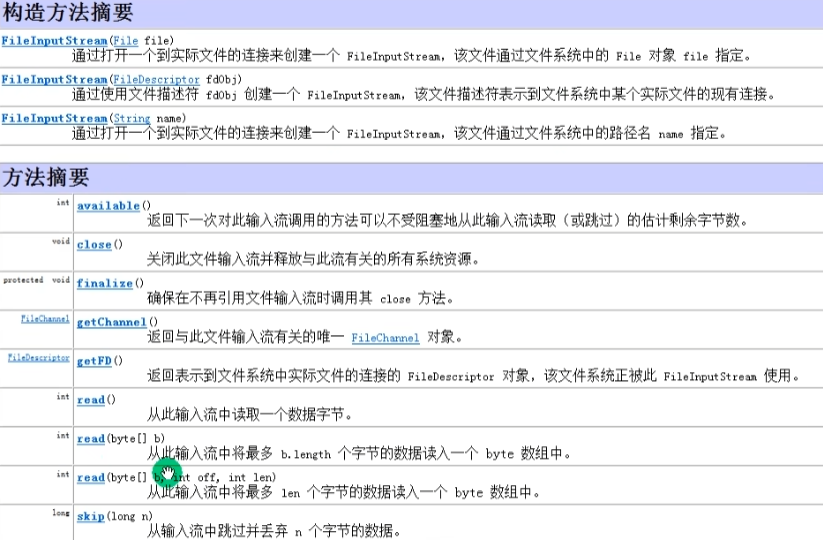 构造方法摘要
FileInputStream(File file)
通过打开一个到实际文件的连接来创建一个 FileInputStream，该文件通过文件系统中的 File 对象 file 指定。
FileInputStream(FileDescriptor fdObj)
通过使用文件描述符 fdObj 创建一个 FileInputStream，该文件描述符表示到文件系统中某个实际文件的现有连接。
FileInputStream(String name)
通过打开一个到实际文件的连接来创建一个 FileInputStream，该文件通过文件系统中的路径名 name 指定。
方法摘要
int available()
返回下一次对此输入流调用的方法可以不受阻塞地从此输入流读取（或跳过）的估计剩余字节数。
void close()
关闭此文件输入流并释放与此流有关的所有系统资源。
protected void finalize()
确保在不再引用文件输入流时调用其 close 方法。
FileChannel getChannel()
返回与此文件输入流有关的唯一 FileChannel 对象。
FileDescriptor getFD()
返回表示到文件系统中实际文件的连接的 FileDescriptor 对象，该文件系统正被此 FileInputStream 使用。
int read()
从此输入流中读取一个数据字节。
int read(byte[] b)
从此输入流中将最多 b.length 个字节的数据读入一个 byte 数组中。
int read(byte[] b, int off, int len)
从此输入流中将最多 len 个字节的数据读入一个 byte 数组中。
long skip(long n)
从输入流中跳过并丢弃 n 个字节的数据。